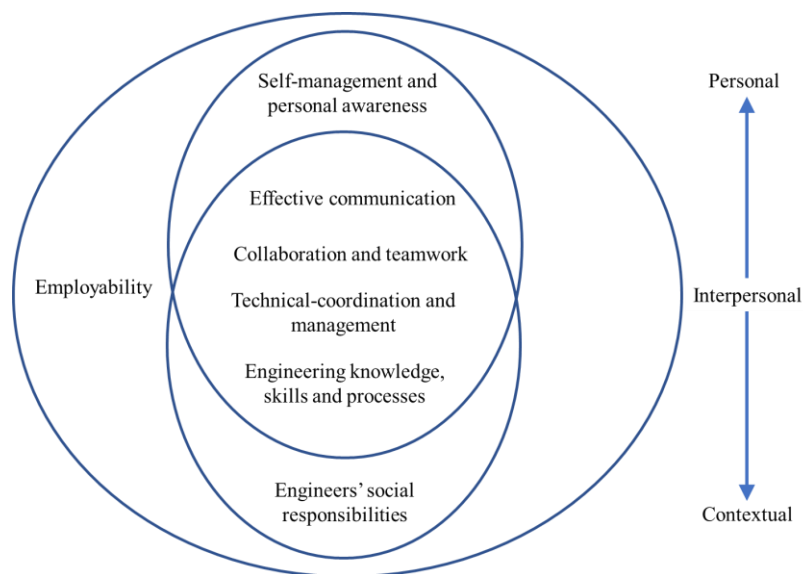 Self-management and
personal awareness
Effective communication
Collaboration and teamwork
Employability
Technical-coordination and
management
Engineering knowledge,
skills and processes
Engineers' social
responsibilities
Personal
Interpersonal
Contextual